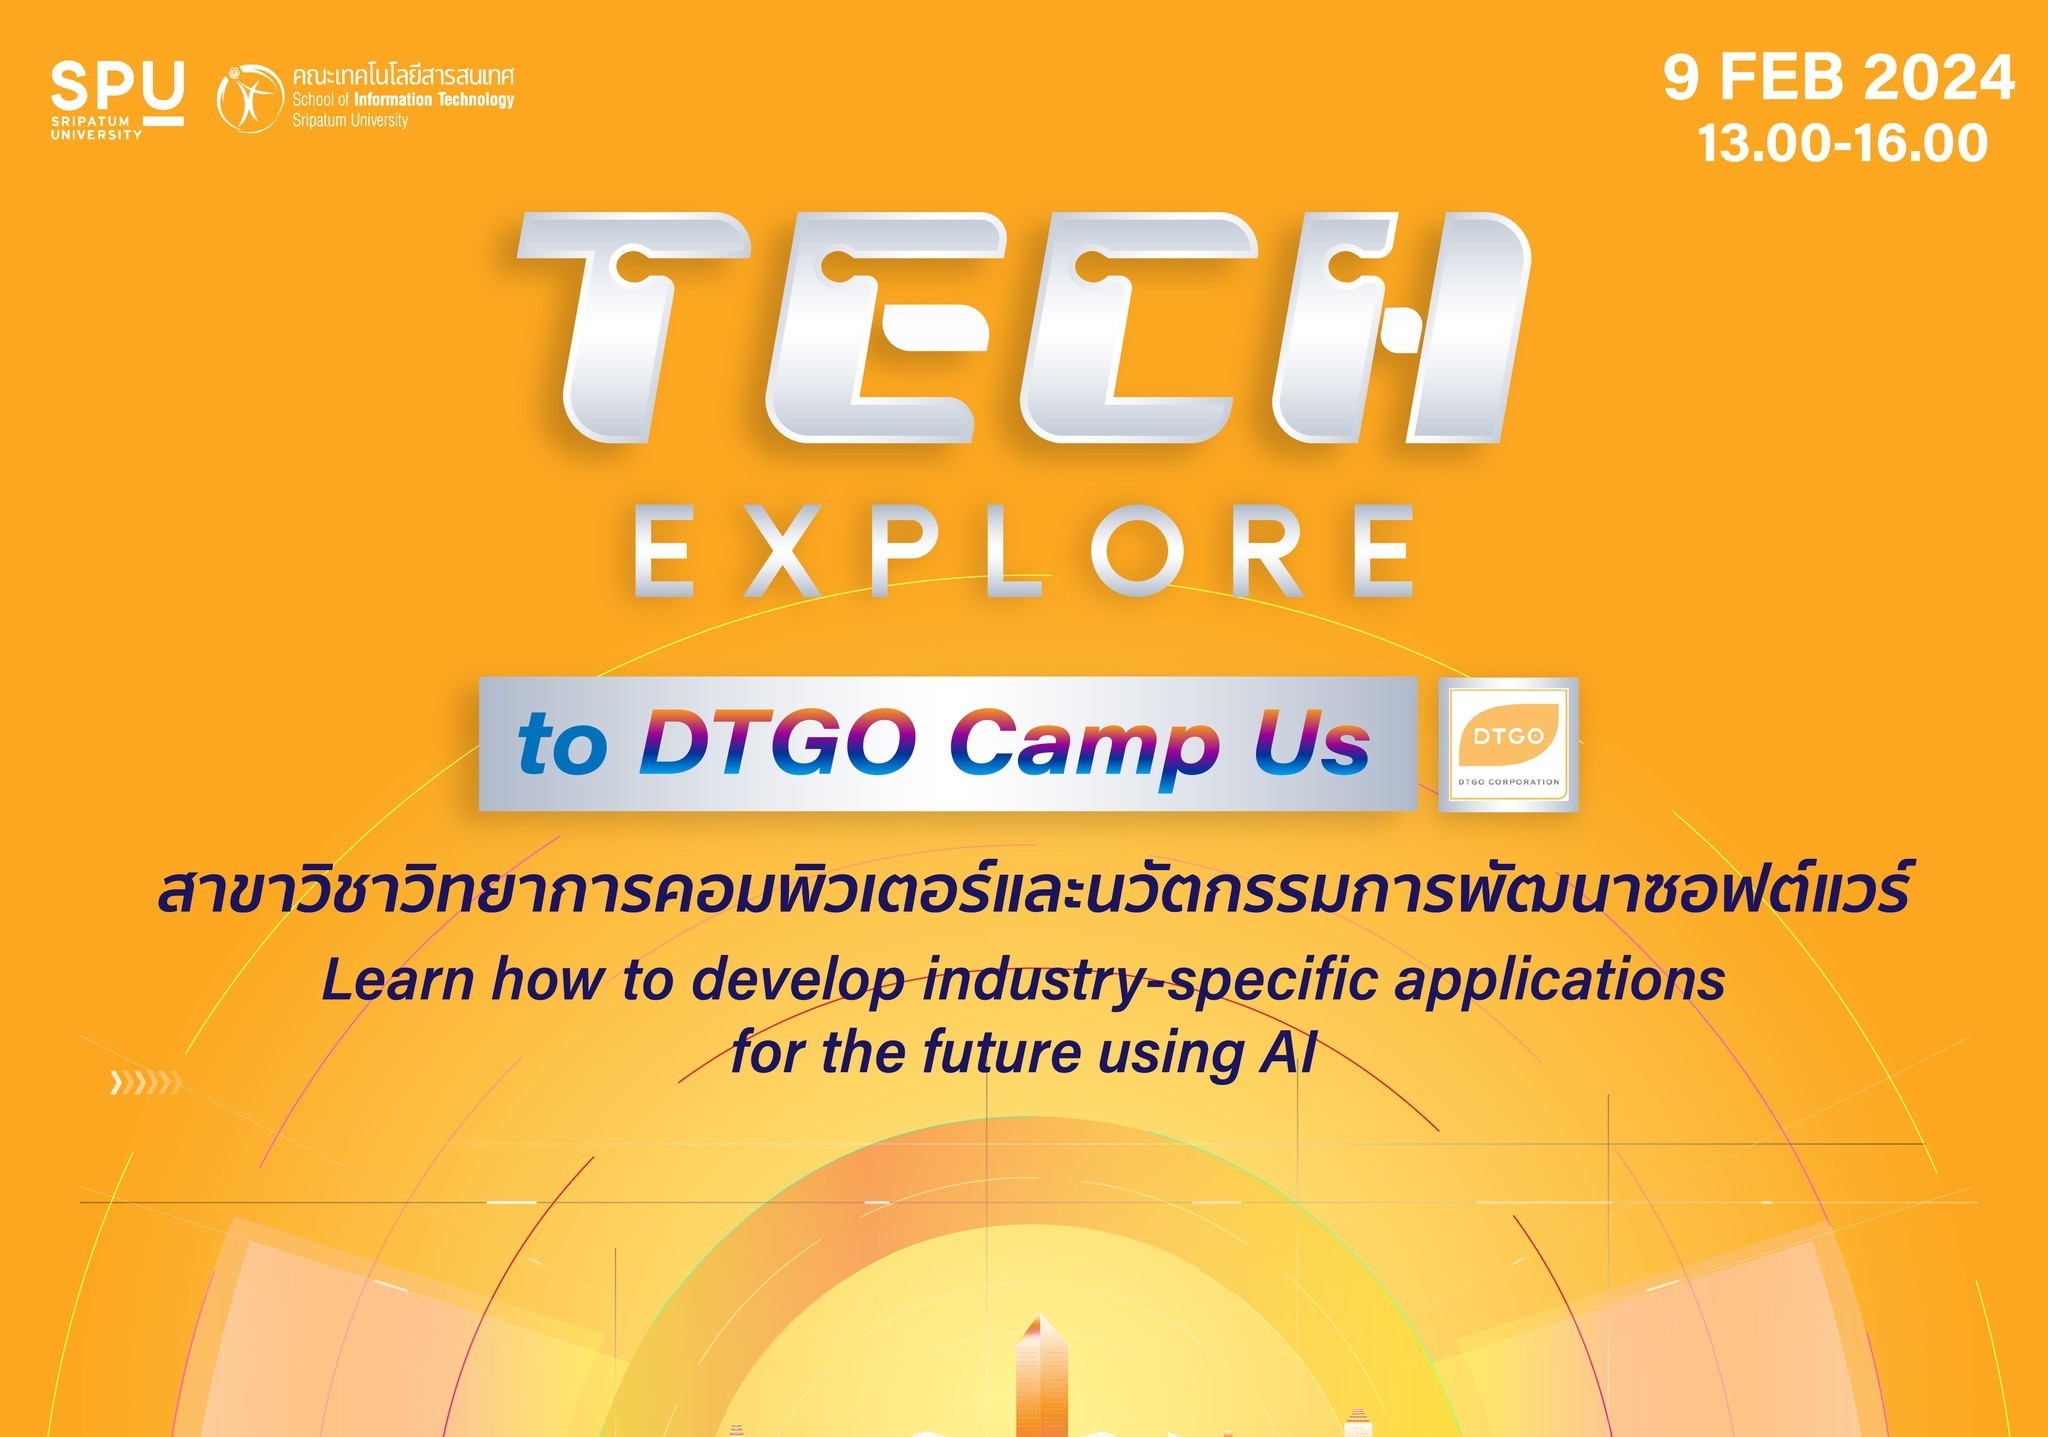 SPU
SRIPATUM
UNIVERSITY
คณะเทคโนโลยีสารสนเทศ
School of Information Technology
Sripatum University
9 FEB 2024
13.00-16.00
TECH
EXPLORE
to DTGO Camp Us
DTGO
DTGO CORPORATION
สาขาวิชาวิทยาการคอมพิวเตอร์และนวัตกรรมการพัฒนาซอฟต์แวร์
Learn how to develop industry-specific applications
for the future using AI